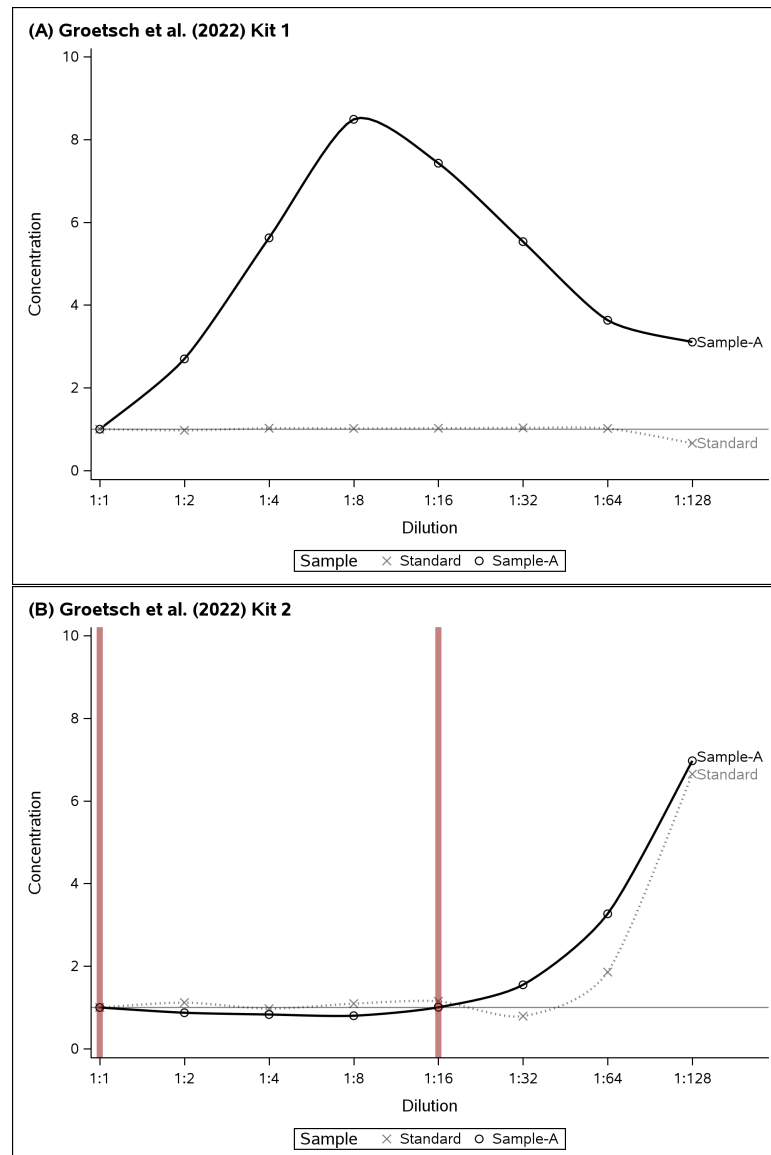 (A) Groetsch et al. (2022) Kit 1
10
8
6
4
2
0
Concentration
Sample-A
Standard
1:1 1:2 1:4 1:8 1:16 1:32 1:64 1:128
Dilution
Sample × Standard o Sample-A
(B) Groetsch et al. (2022) Kit 2
10
8
6
4
2
0
Concentration
Sample-A
Standard
1:1 1:2 1:4 1:8 1:16 1:32 1:64 1:128
Dilution
Sample × Standard o Sample-A